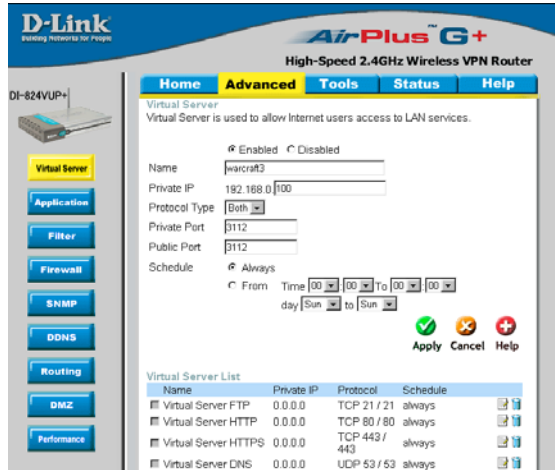 D-Link
Building Networks for People
AirPlus™ G+
High-Speed 2.4GHz Wireless VPN Router
DI-824VUP+
Home Advanced Tools Status Help
Virtual Server
Application
Filter
Firewall
SNMP
DDNS
Routing
DMZ
Performance
Virtual Server
Virtual Server is used to allow Internet users access to LAN services.
Enabled Disabled
Name warcraft3
Private IP 192.168.0.100
Protocol Type Both
Private Port 3112
Public Port 3112
Schedule Always
From Time 00 : 00 To 00 : 00
day Sun to Sun
Apply Cancel Help
Virtual Server List
Name Private IP Protocol Schedule
Virtual Server FTP 0.0.0.0 TCP 21 / 21 always
Virtual Server HTTP 0.0.0.0 TCP 80 / 80 always
Virtual Server HTTPS 0.0.0.0 TCP 443 / 443 always
Virtual Server DNS 0.0.0.0 UDP 53 / 53 always